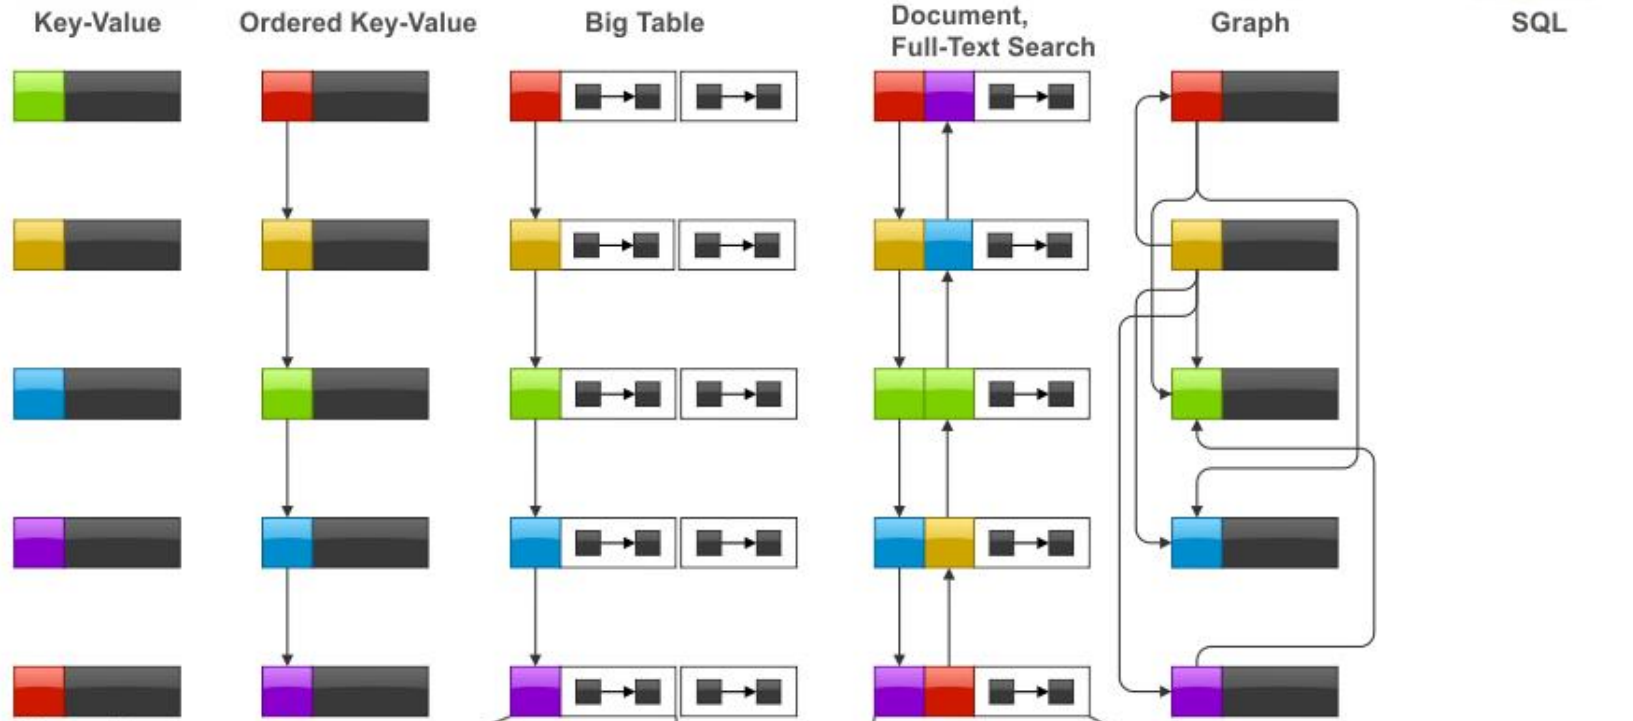 Key-Value
Ordered Key-Value
Big Table
Document,
Full-Text Search
Graph
SQL